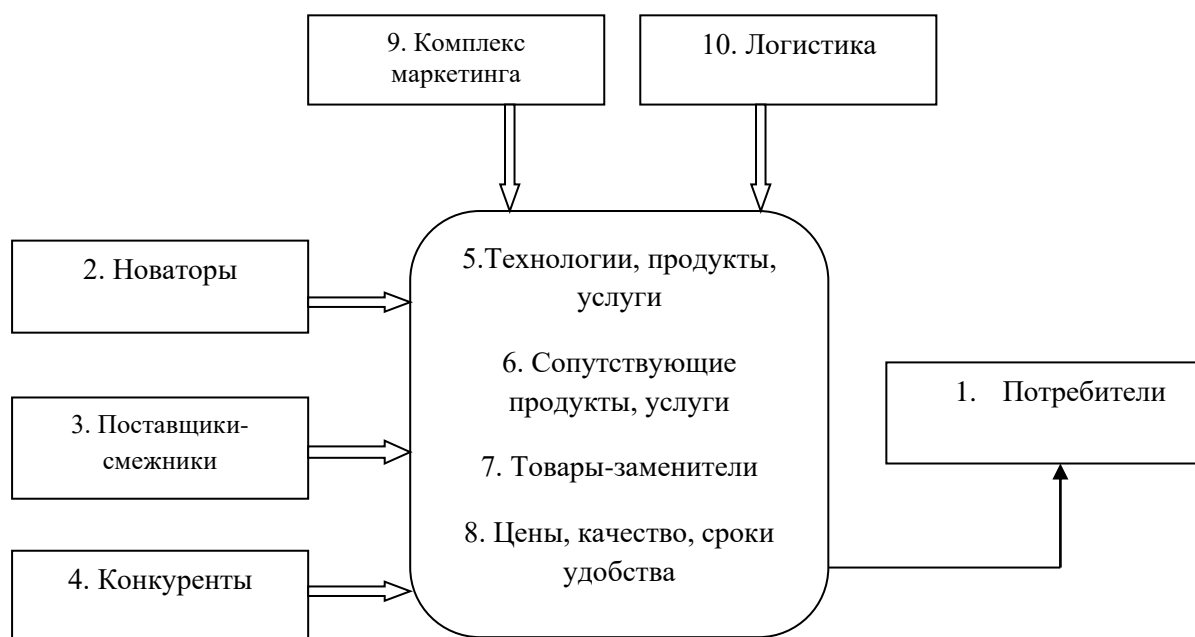 9. Комплекс
маркетинга
10. Логистика
2. Новаторы
3. Поставщики-
смежники
4. Конкуренты
5.Технологии, продукты,
услуги
6. Сопутствующие
продукты, услуги
7. Товары-заменители
8. Цены, качество, сроки
удобства
1. Потребители